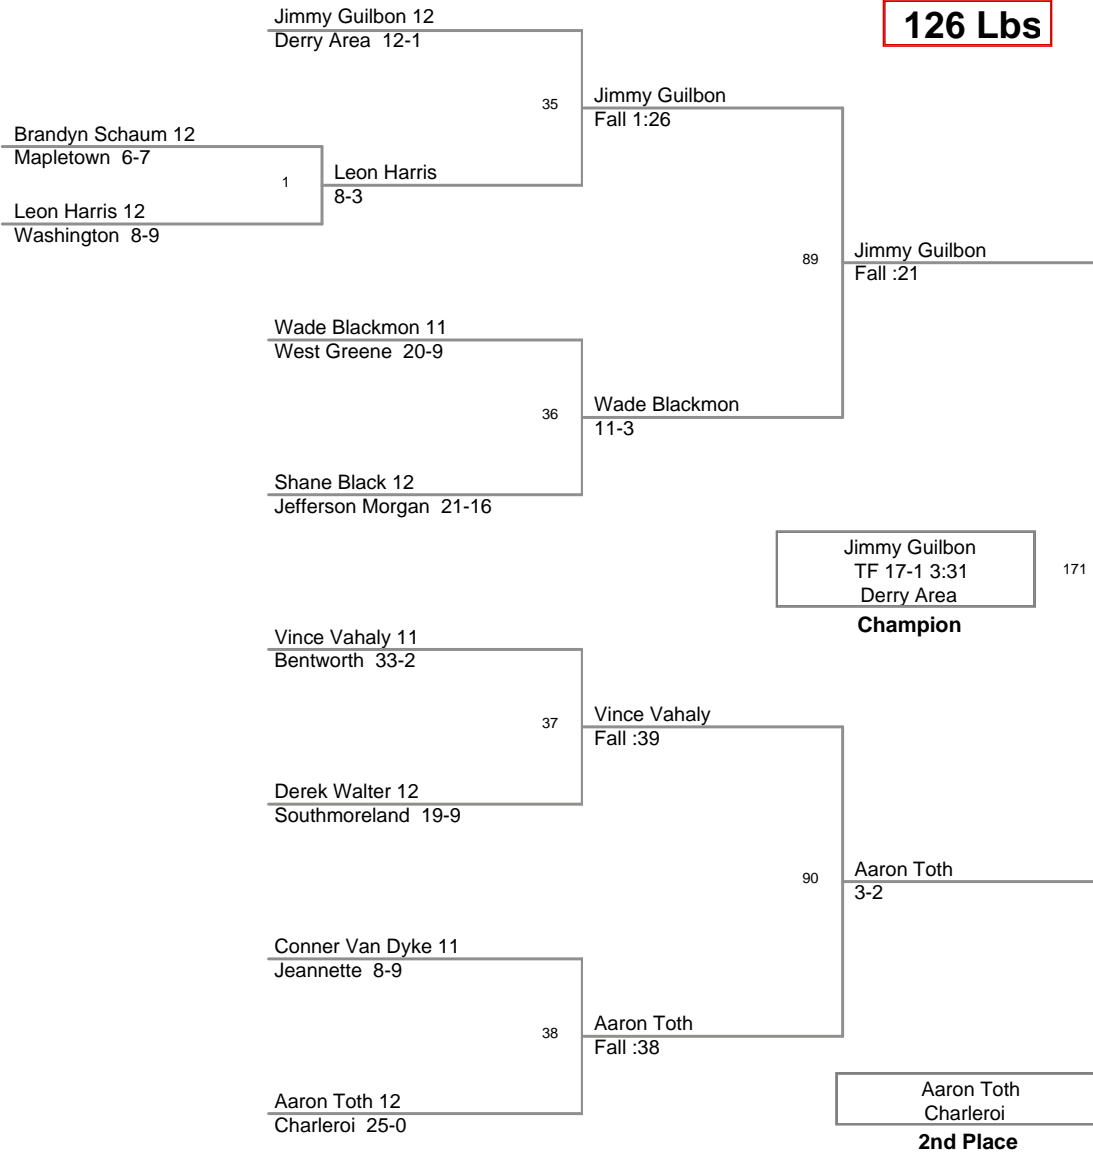 126 Lbs
Jimmy Guilbon 12
Derry Area 12-1
35
Jimmy Guilbon
Fall 1:26
Brandyn Schaum 12
Mapletown 6-7
1
Leon Harris
8-3
Leon Harris 12
Washington 8-9
89
Jimmy Guilbon
Fall :21
Wade Blackmon 11
West Greene 20-9
36
Wade Blackmon
11-3
Shane Black 12
Jefferson Morgan 21-16
Jimmy Guilbon
TF 17-1 3:31
Derry Area
171
Champion
Vince Vahaly 11
Bentworth 33-2
37
Vince Vahaly
Fall :39
Derek Walter 12
Southmoreland 19-9
90
Aaron Toth
3-2
Conner Van Dyke 11
Jeannette 8-9
38
Aaron Toth
Fall :38
Aaron Toth 12
Charleroi 25-0
Aaron Toth
Charleroi
2nd Place